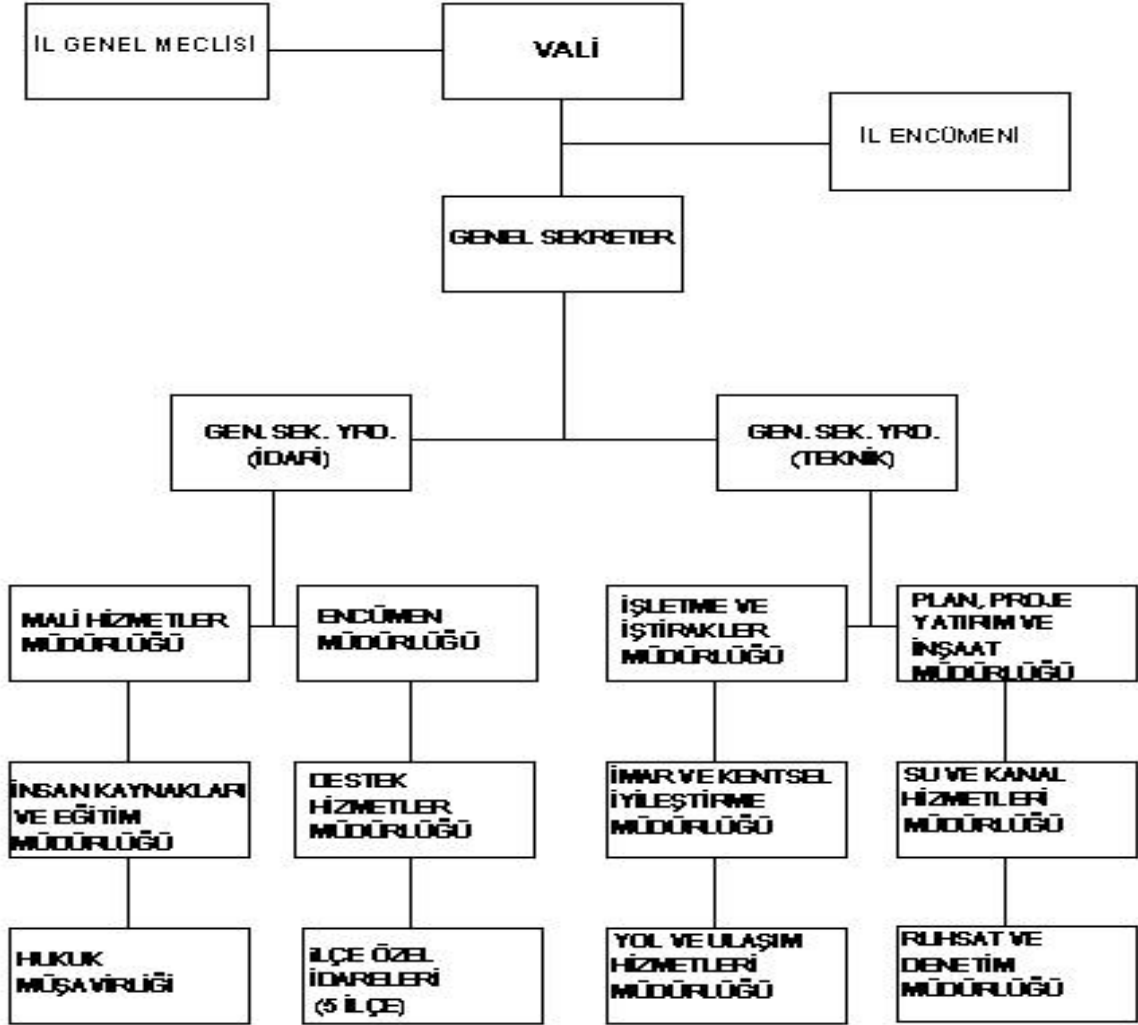 İL GENEL MECLİSİ
VALİ
İL ENCÜMENİ
GENEL SEKRETER
GEN. SEK. YRD.
(İDARİ)
GEN. SEK. YRD.
(TEKNİK)
MALİ HİZMETLER
MÜDÜRLÜĞÜ
ENCÜMEN
MÜDÜRLÜĞÜ
İŞLETME VE
İŞTİRAKLER
MÜDÜRLÜĞÜ
PLAN, PROJE
YATIRIM VE
İNŞAAT
MÜDÜRLÜĞÜ
İNSAN KAYNAKLARI
VE EĞİTİM
MÜDÜRLÜĞÜ
DESTEK
HİZMETLER
MÜDÜRLÜĞÜ
İMAR VE KENTSEL
İYİLEŞTİRME
MÜDÜRLÜĞÜ
SU VE KANAL
HİZMETLERİ
MÜDÜRLÜĞÜ
HUKUK
MÜŞAVİRLİĞİ
İLÇE ÖZEL
İDARELERİ
(5 İLÇE)
YOL VE ULAŞIM
HİZMETLERİ
MÜDÜRLÜĞÜ
RUHSAT VE
DENETİM
MÜDÜRLÜĞÜ